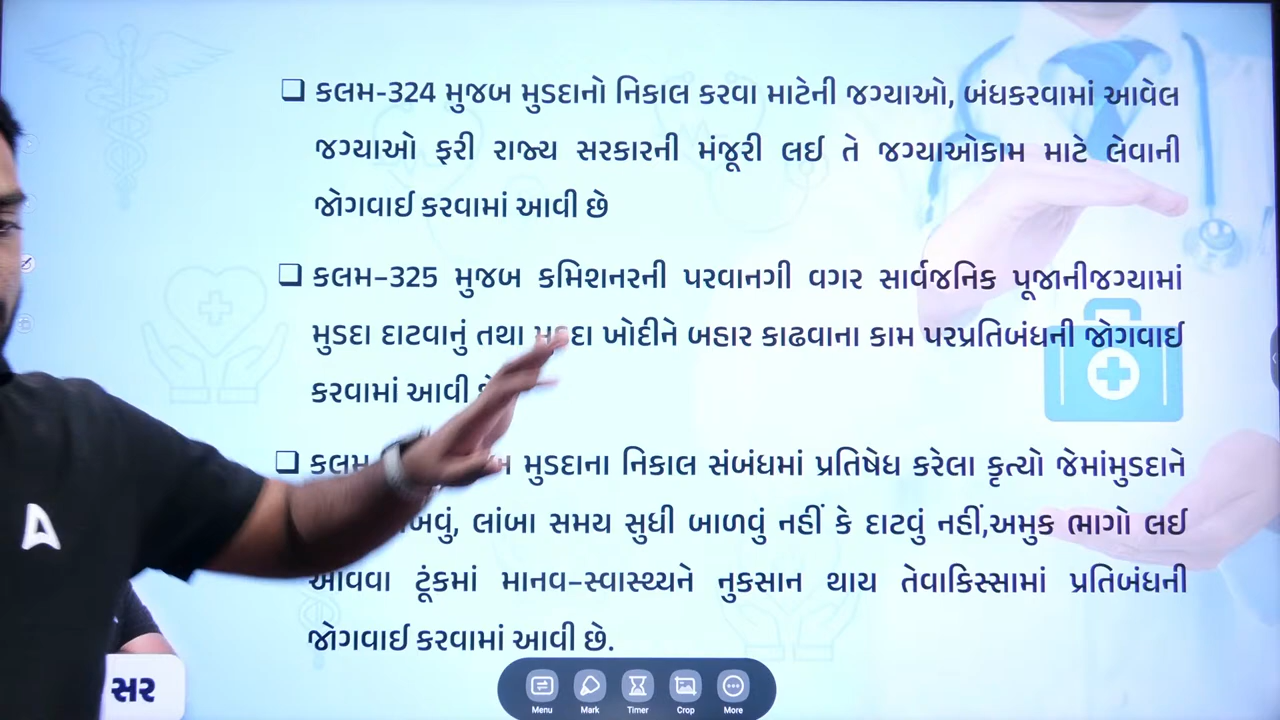 ❑ કલમ-324 મુજબ મુડદાનો નિકાલ કરવા માટેની જગ્યાઓ, બંધકરવામાં આવેલ
જગ્યાઓ ફરી રાજ્ય સરકારની મંજૂરી લઈ તે જગ્યાઓકામ માટે લેવાની
જોગવાઈ કરવામાં આવી છે
❑ કલમ–325 મુજબ કમિશનરની પરવાનગી વગર સાર્વજનિક પૂજાનીજગ્યામાં
મુડદા દાટવાનું તથા ખોદીને બહાર કાઢવાના કામ પરપ્રતિબંધની જોગવાઈ
કરવામાં આવી
❑ મુડદાના નિકાલ સંબંધમાં પ્રતિષેધ કરેલા કૃત્યો જેમાંમુડદાને
લાંબા સમય સુધી બાળવું નહીં કે દાટવું નહીં,અમુક ભાગો લઈ
આવવા ટૂંકમાં માનવ–સ્વાસ્થ્યને નુકસાન થાય તેવાકિસ્સામાં પ્રતિબંધની
જોગવાઈ કરવામાં આવી છે.
સર
Menu Mark Timer Crop More